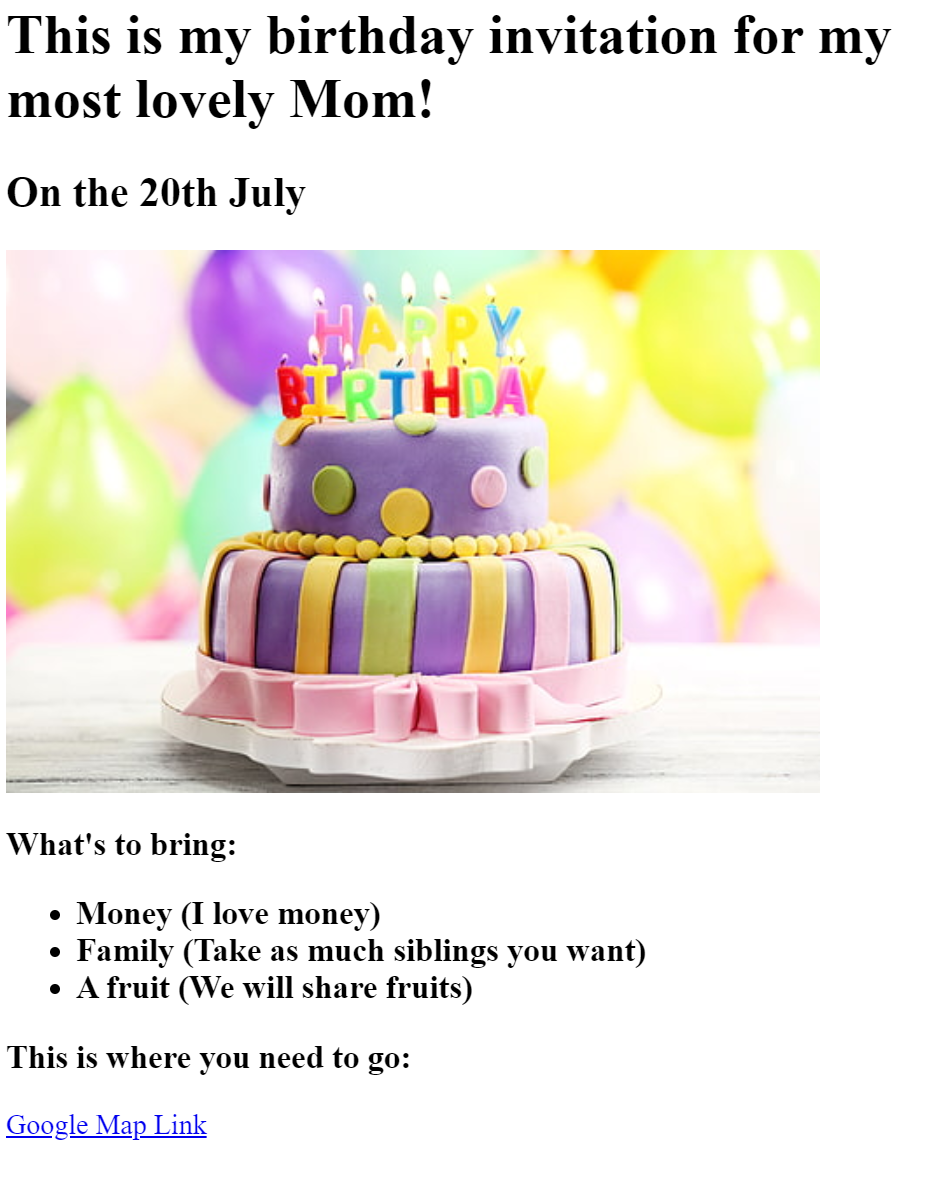 This is my birthday invitation for my
most lovely Mom!
On the 20th July
HAPPY
BIRTHDAY
What's to bring:
Money (I love money)
Family (Take as much siblings you want)
A fruit (We will share fruits)
This is where you need to go:
Google Map Link